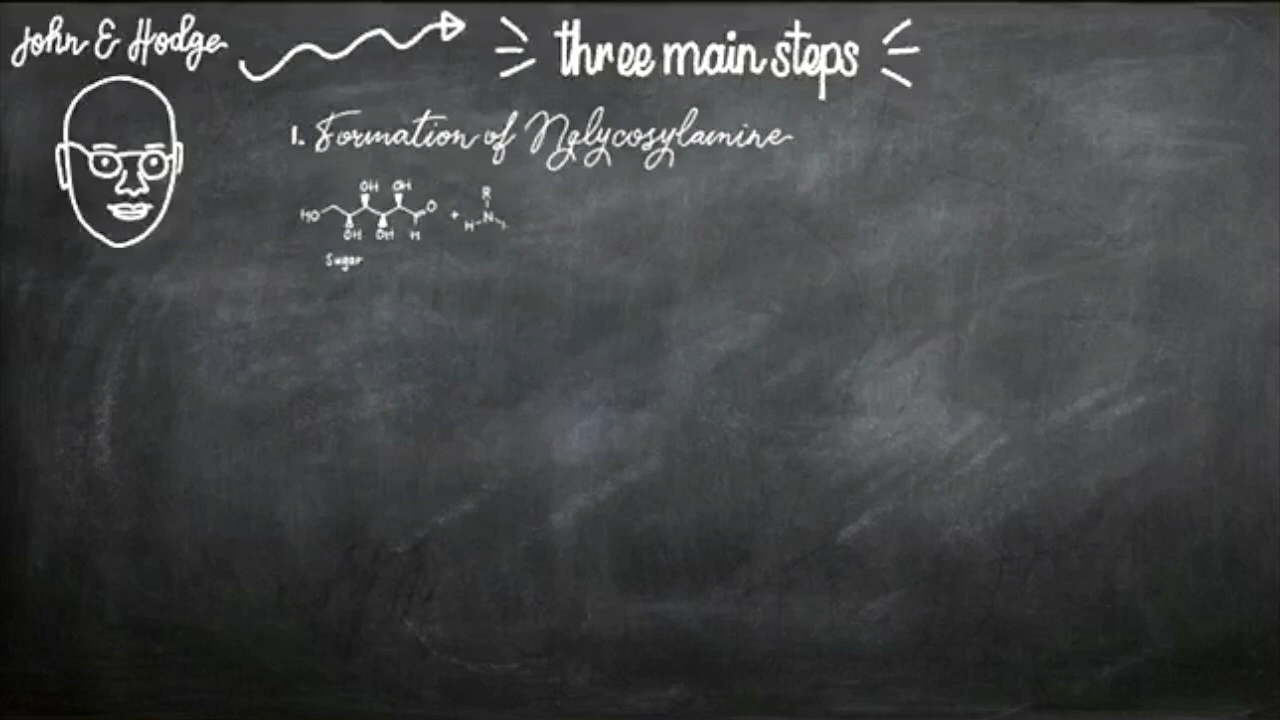 John E Hodge
three main steps
1. Formation of Nglycosylamine
OH OH
HO O + R
OH OH H H N
Sugar